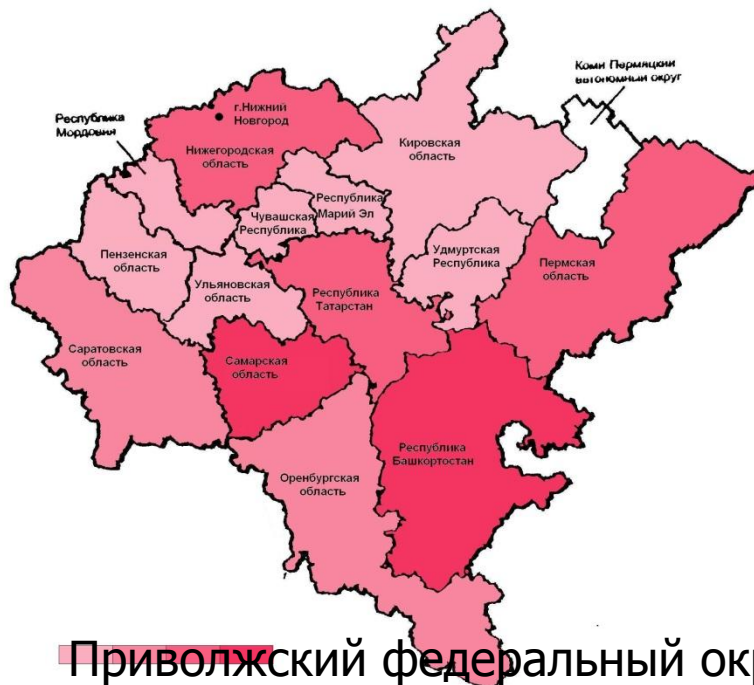 Коми Пермяцкий
автономный округ
г.Нижний
Новгород
Республика
Мордовия
Нижегородская
область
Кировская
область
Республика
Марий Эл
Чувашская
Республика
Пензенская
область
Удмуртская
Республика
Пермская
область
Ульяновская
область
Республика
Татарстан
Саратовская
область
Самарская
область
Республика
Башкортостан
Оренбургская
область
Приволжский федеральный окр